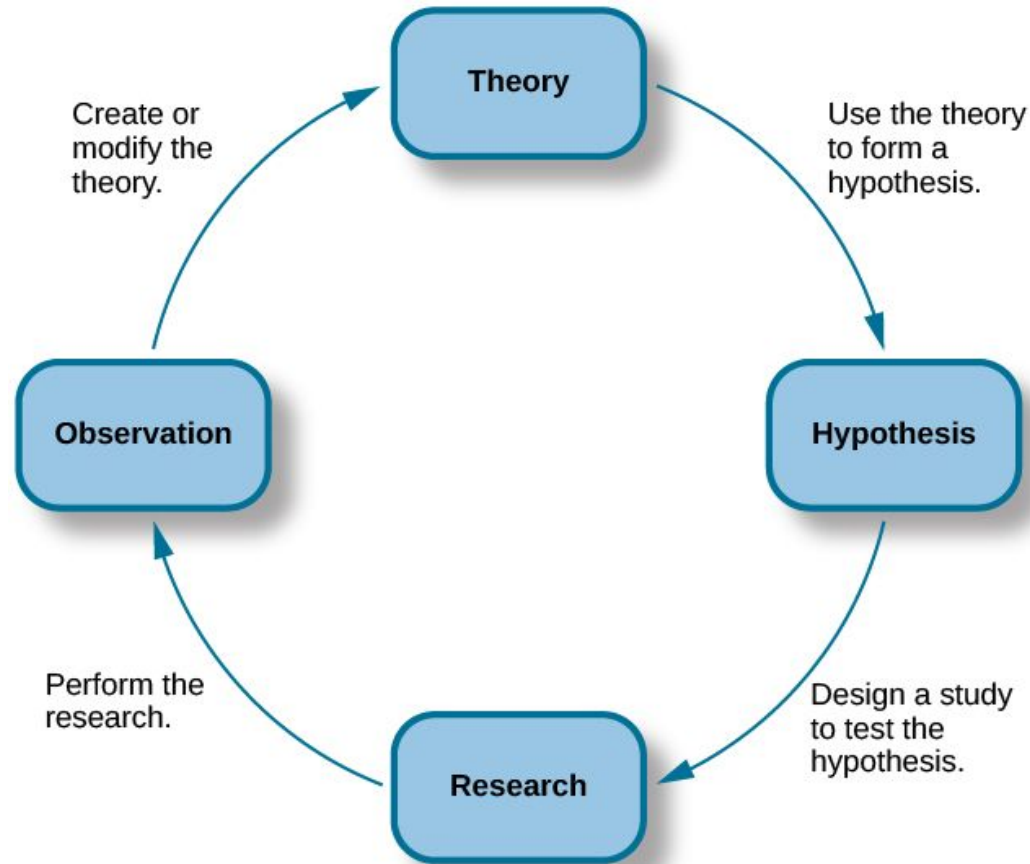 Theory
Create or
modify the
theory.
Use the theory
to form a
hypothesis.
Observation
Hypothesis
Perform the
research.
Design a study
to test the
hypothesis.
Research